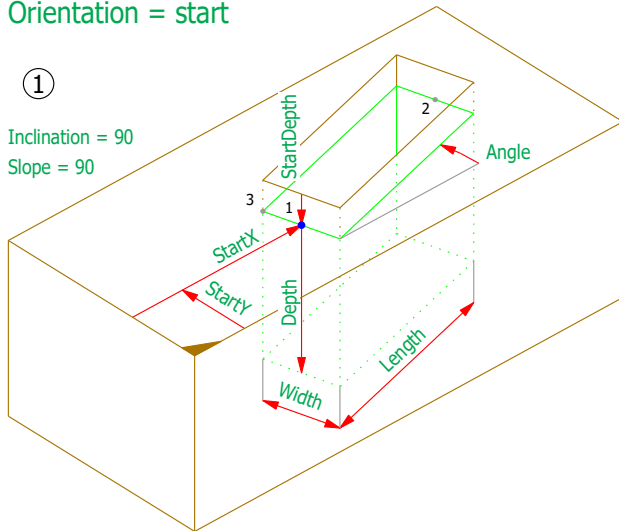 Orientation = start
①
Inclination = 90
Slope = 90
StartDepth
2
Angle
3
1
StartX
StartY
Depth
Length
Width